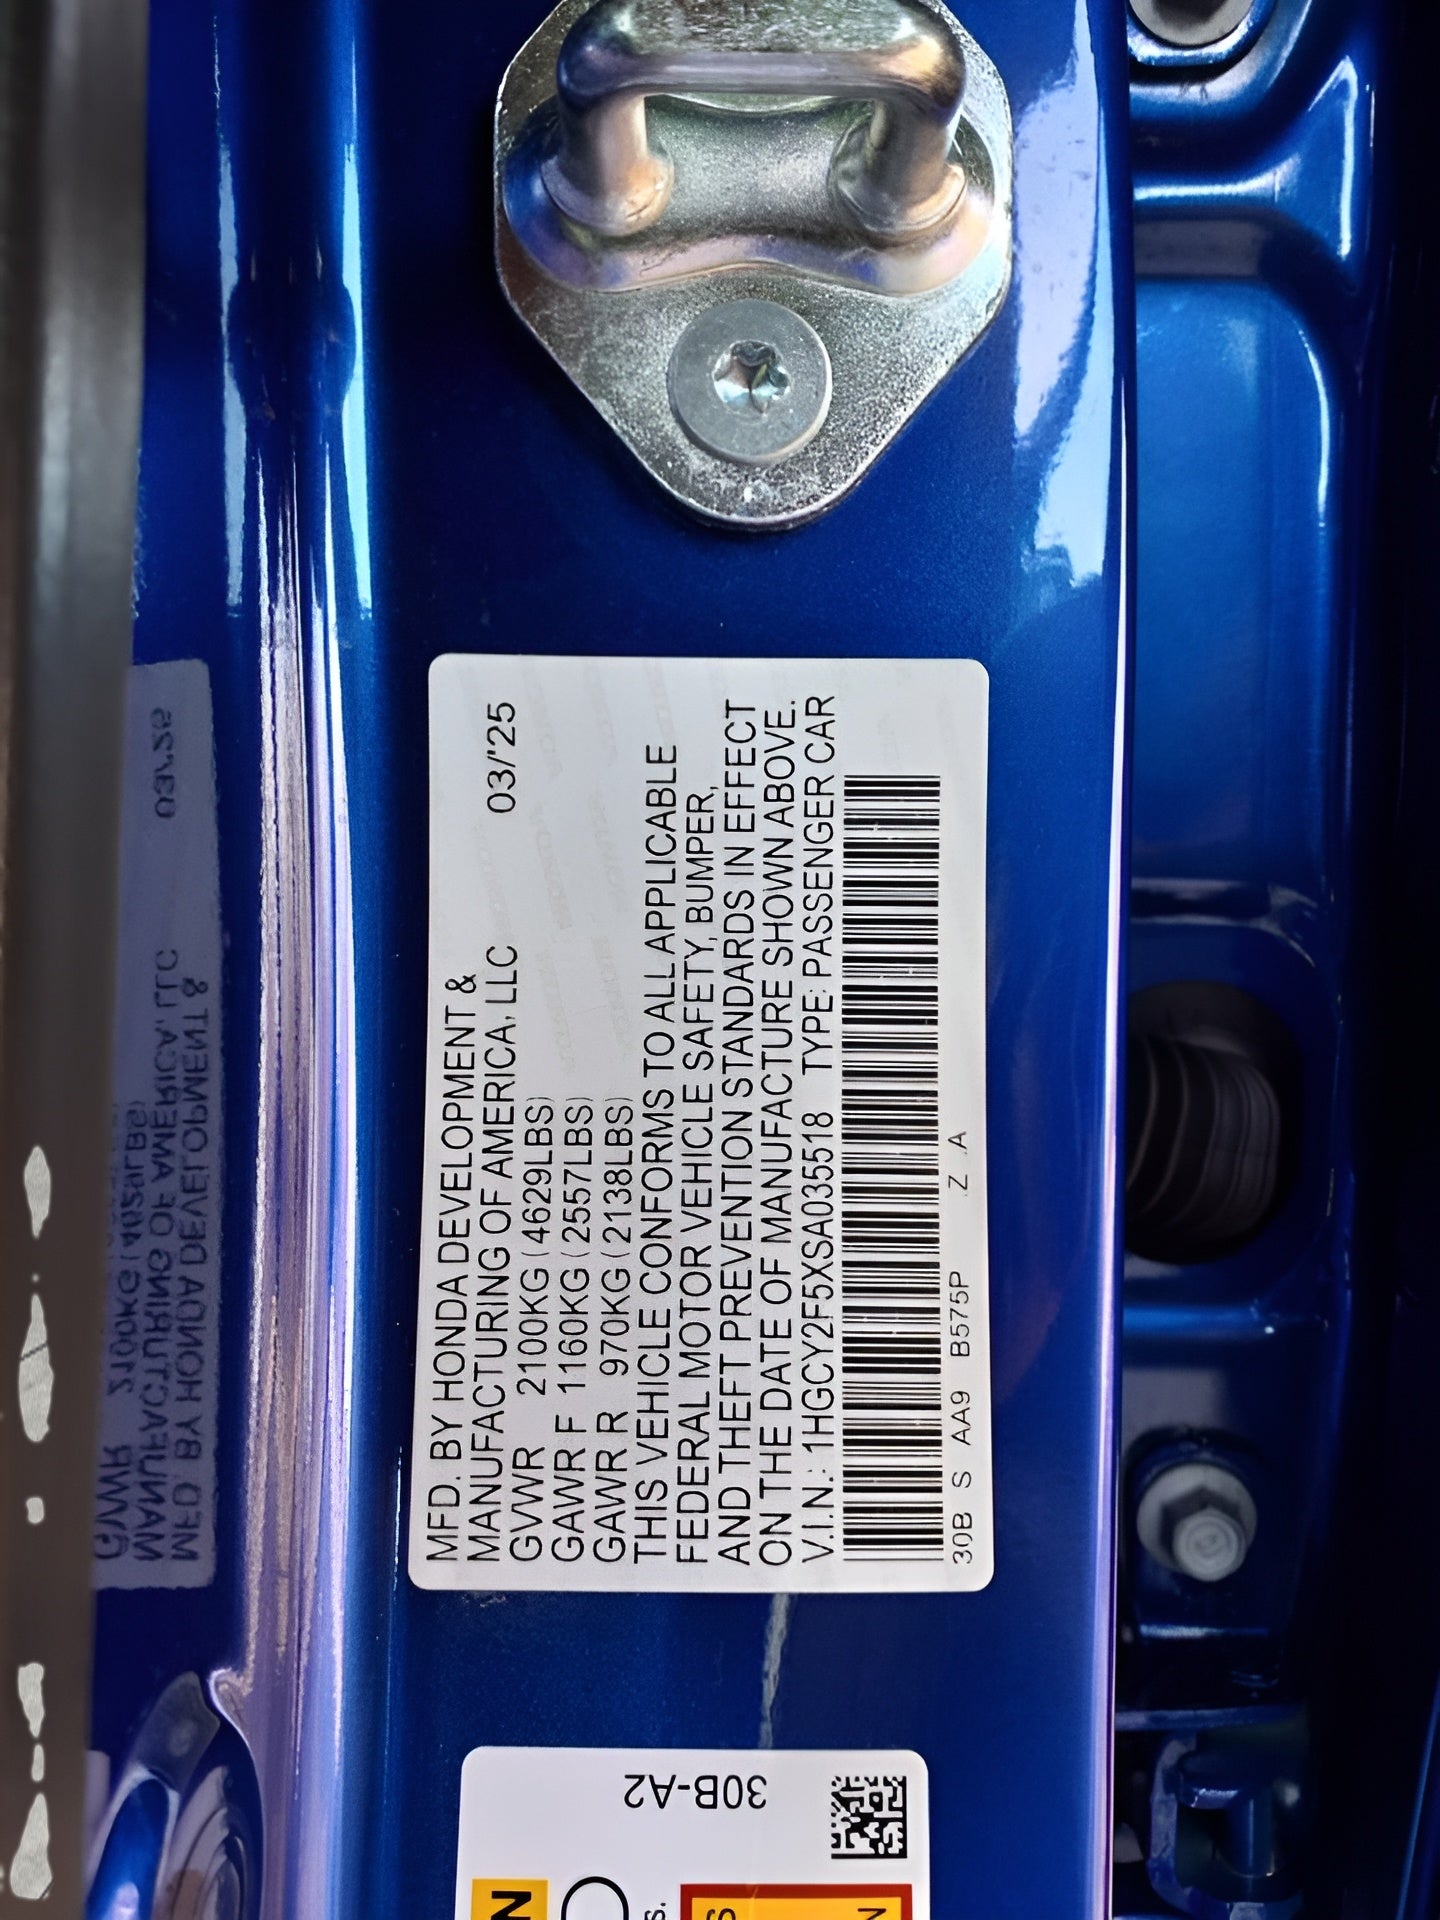 MFD. BY HONDA DEVELOPMENT &
MANUFACTURING OF AMERICA, LLC 03/'25
GVWR 2100KG (4629LBS)
GAWR F 1160KG (2557LBS)
GAWR R 970KG (2138LBS)
THIS VEHICLE CONFORMS TO ALL APPLICABLE
FEDERAL MOTOR VEHICLE SAFETY, BUMPER,
AND THEFT PREVENTION STANDARDS IN EFFECT
ON THE DATE OF MANUFACTURE SHOWN ABOVE.
V.I.N.: 1HGCY2F5XSA035518 TYPE: PASSENGER CAR
30B S AA9 B575P Z A
30B-A2